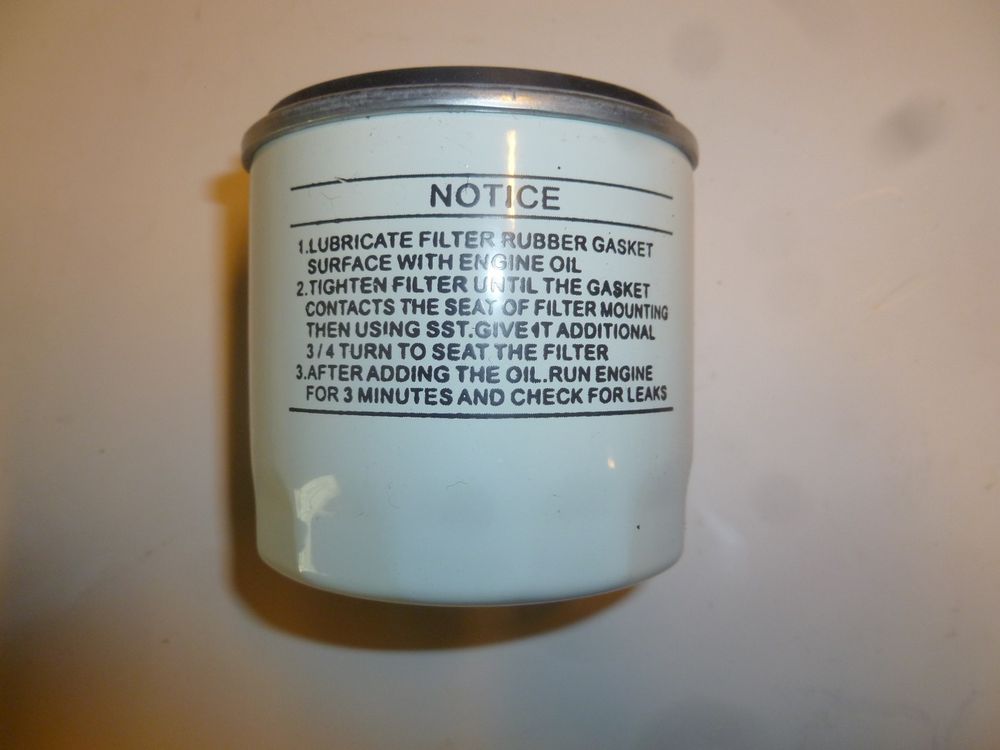 NOTICE
1.LUBRICATE FILTER RUBBER GASKET
SURFACE WITH ENGINE OIL
2.TIGHTEN FILTER UNTIL THE GASKET
CONTACTS THE SEAT OF FILTER MOUNTING
THEN USING SST.GIVE IT ADDITIONAL
3/4 TURN TO SEAT THE FILTER
3.AFTER ADDING THE OIL.RUN ENGINE
FOR 3 MINUTES AND CHECK FOR LEAKS